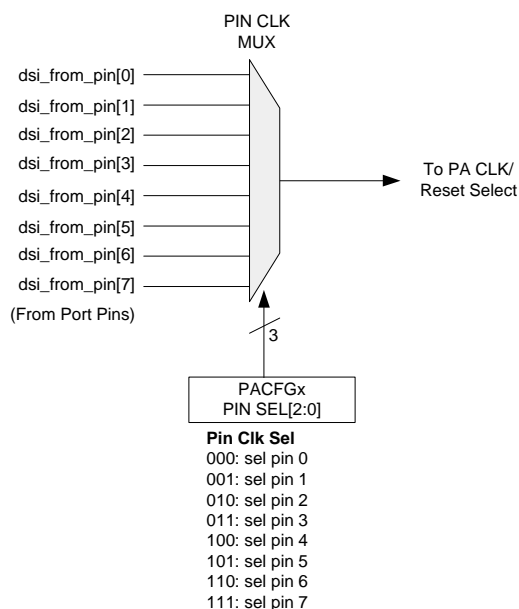 PIN CLK
MUX
dsi_from_pin[0]
dsi_from_pin[1]
dsi_from_pin[2]
dsi_from_pin[3]
dsi_from_pin[4]
dsi_from_pin[5]
dsi_from_pin[6]
dsi_from_pin[7]
(From Port Pins)
To PA CLK/
Reset Select
3
PACFGx
PIN SEL[2:0]
Pin Clk Sel
000: sel pin 0
001: sel pin 1
010: sel pin 2
011: sel pin 3
100: sel pin 4
101: sel pin 5
110: sel pin 6
111: sel pin 7